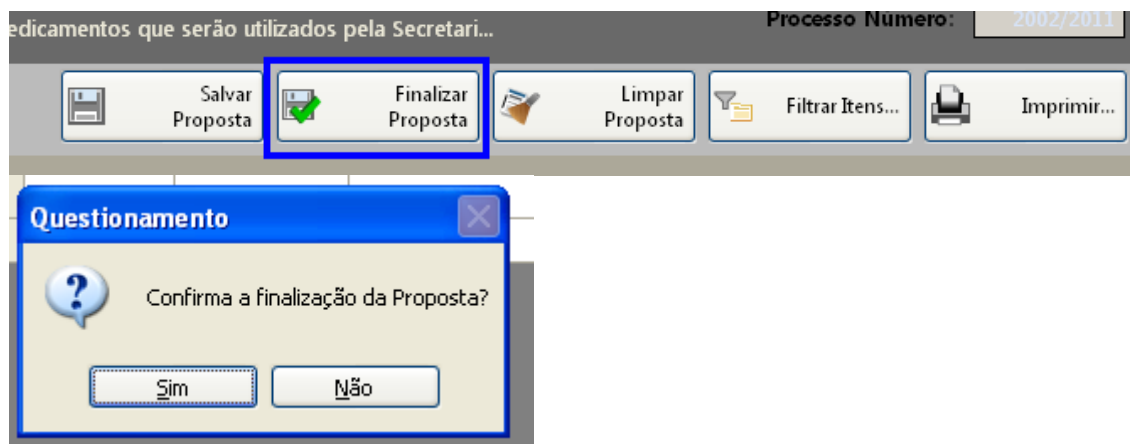 edicamentos que serão utilizados pela Secretari...
Processo Número: 2002/2011
Salvar
Proposta
Finalizar
Proposta
Limpar
Proposta
Filtrar Itens...
Imprimir...
Questionamento
Confirma a finalização da Proposta?
Sim
Não